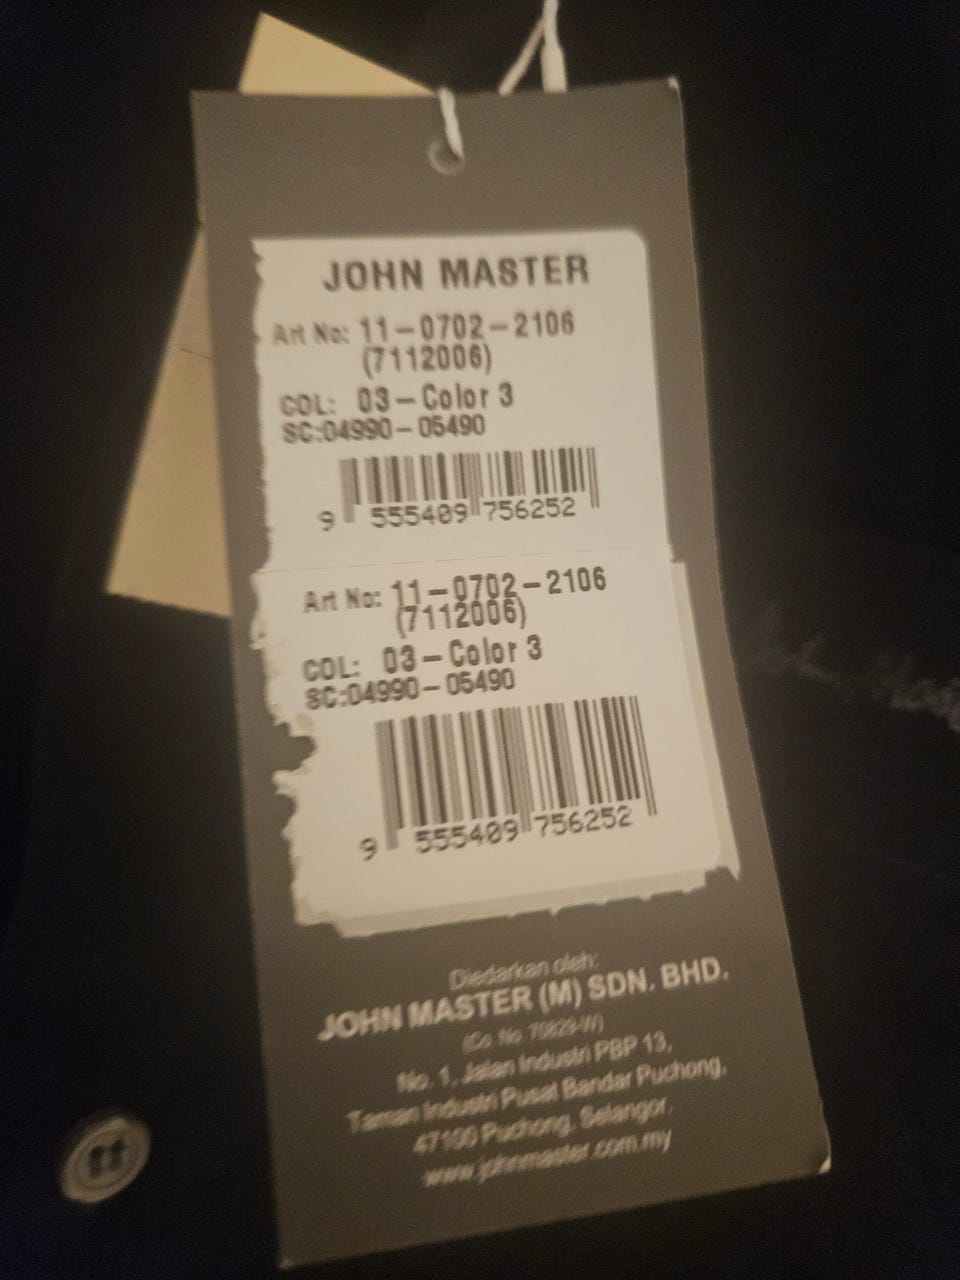 JOHN MASTER
Art No: 11-0702-2106
(7112006)
COL: 03-Color 3
SC:04990-05490
9 555409 756252
Art No: 11-0702-2106
(7112006)
COL: 03-Color 3
SC:04990-05490
9 555409 756252
Diedarkan oleh:
JOHN MASTER (M) SDN. BHD.
(Co. No. 70829-W)
No. 1, Jalan Industri PBP 13,
Taman Industri Pusat Bandar Puchong,
47100 Puchong, Selangor.
www.johnmaster.com.my